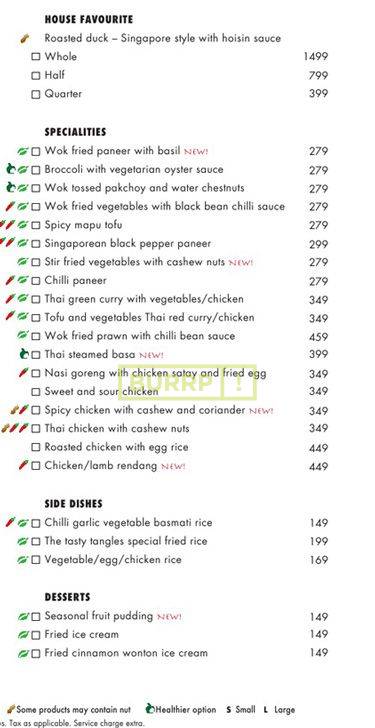 HOUSE FAVOURITE
Roasted duck – Singapore style with hoisin sauce
Whole 1499
Half 799
Quarter 399
SPECIALITIES
Wok fried paneer with basil NEW! 279
Broccoli with vegetarian oyster sauce 279
Wok tossed pakchoy and water chestnuts 279
Wok fried vegetables with black bean chilli sauce 279
Spicy mapu tofu 279
Singaporean black pepper paneer 299
Stir fried vegetables with cashew nuts NEW! 279
Chilli paneer 279
Thai green curry with vegetables/chicken 349
Tofu and vegetables Thai red curry/chicken 349
Wok fried prawn with chilli bean sauce 459
Thai steamed basa NEW! 399
Nasi goreng with chicken satay and fried egg 349
BURRP!
Sweet and sour chicken 349
Spicy chicken with cashew and coriander NEW! 349
Thai chicken with cashew nuts 349
Roasted chicken with egg rice 449
Chicken/lamb rendang NEW! 449
SIDE DISHES
Chilli garlic vegetable basmati rice 149
The tasty tangles special fried rice 199
Vegetable/egg/chicken rice 169
DESSERTS
Seasonal fruit pudding NEW! 149
Fried ice cream 149
Fried cinnamon wonton ice cream 149
Some products may contain nut Healthier option S Small L Large
s. Tax as applicable. Service charge extra.